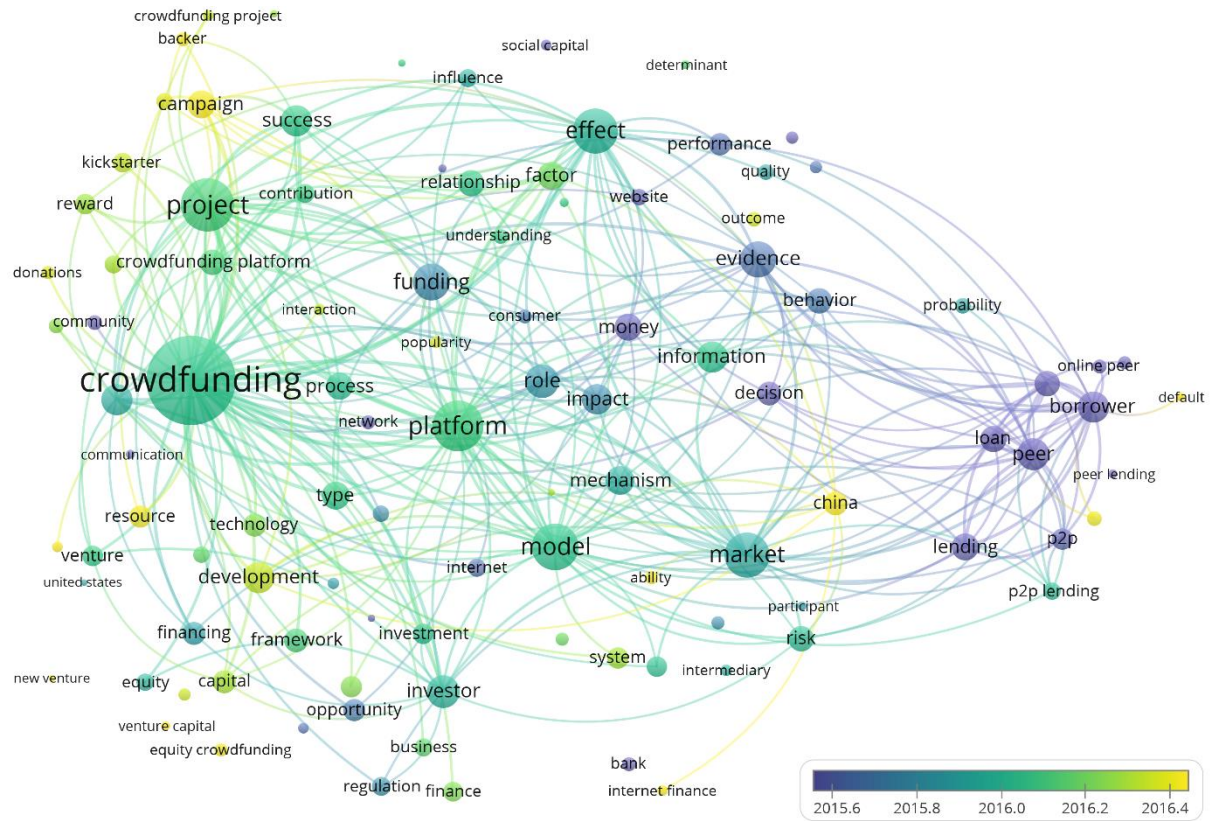 crowdfunding project
backer
social capital
determinant
influence
campaign
success
effect
performance
kickstarter
quality
relationship
factor
contribution
website
reward
project
outcome
understanding
crowdfunding platform
evidence
donations
funding
behavior
probability
interaction
consumer
community
money
popularity
information
online peer
crowdfunding
process
role
impact
decision
borrower
default
network
platform
loan
peer
communication
peer lending
mechanism
type
china
resource
technology
p2p
model
market
lending
venture
internet
united states
development
ability
p2p lending
participant
financing
framework
investment
risk
system
intermediary
new venture
equity
capital
investor
opportunity
venture capital
equity crowdfunding
business
bank
regulation
finance
internet finance
2015.6 2015.8 2016.0 2016.2 2016.4